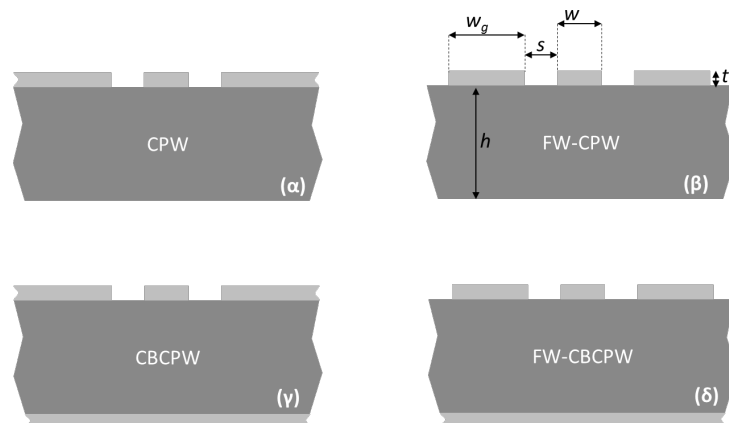 w_g
s
w
t
h
CPW
(α)
FW-CPW
(β)
CBCPW
(γ)
FW-CBCPW
(δ)